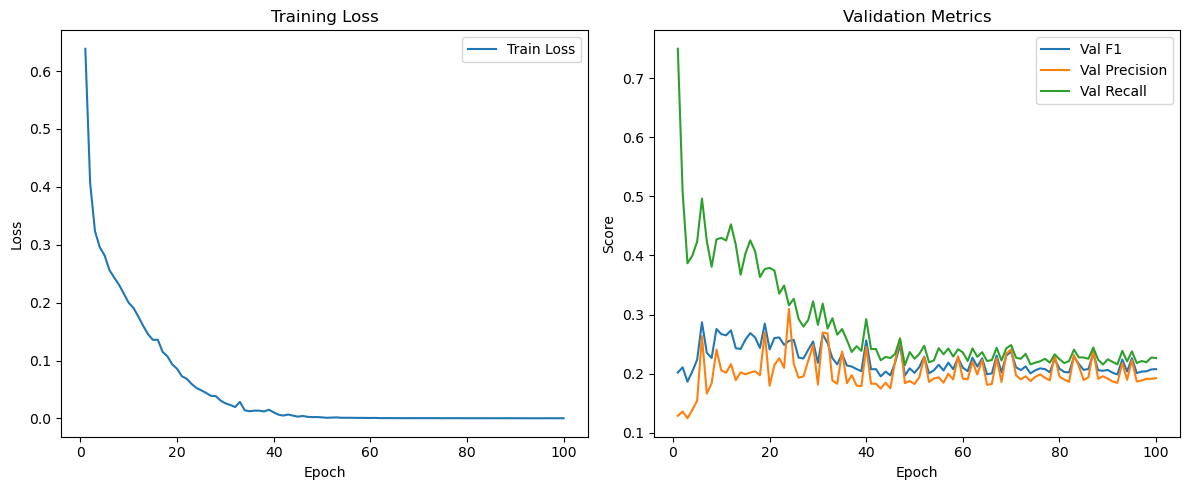 Training Loss
Train Loss
0.6
0.5
0.4
0.3
0.2
0.1
0.0
Loss
0 20 40 60 80 100
Epoch
Validation Metrics
Val F1
Val Precision
Val Recall
0.7
0.6
0.5
0.4
0.3
0.2
0.1
Score
0 20 40 60 80 100
Epoch